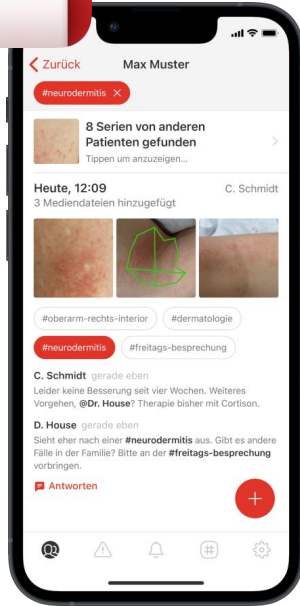 Zurück
Max Muster
#neurodermitis
8 Serien von anderen
Patienten gefunden
Tippen um anzuzeigen...
Heute, 12:09
C. Schmidt
3 Mediendateien hinzugefügt
#oberarm-rechts-interior
#dermatologie
#neurodermitis
#freitags-besprechung
C. Schmidt gerade eben
Leider keine Besserung seit vier Wochen. Weiteres
Vorgehen, @Dr. House? Therapie bisher mit Cortison.
D. House gerade eben
Sieht eher nach einer #neurodermitis aus. Gibt es andere
Fälle in der Familie? Bitte an der #freitags-besprechung
vorbringen.
Antworten